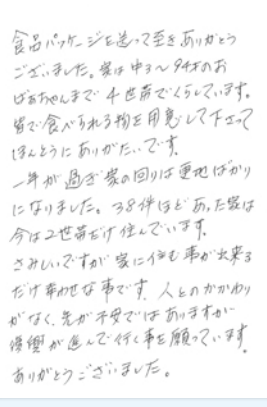 食品パッケージを送って頂きありがとう
ございました。家は中3〜94才のお
ばあちゃんまで4世帯でくらしています。
皆で食べられる物を用意して下さって
ほんとうにありがたいです。
一年が過ぎ家の回りは更地ばかり
になりました。38件ほどあった家は
今は2世帯だけ住んでいます。
さみしいですが家に住む事が出来る
だけ幸わせな事です。人とのかかわり
がなく、先が不安ではありますが
復興が進んで行く事を願っています。
ありがとうございました。